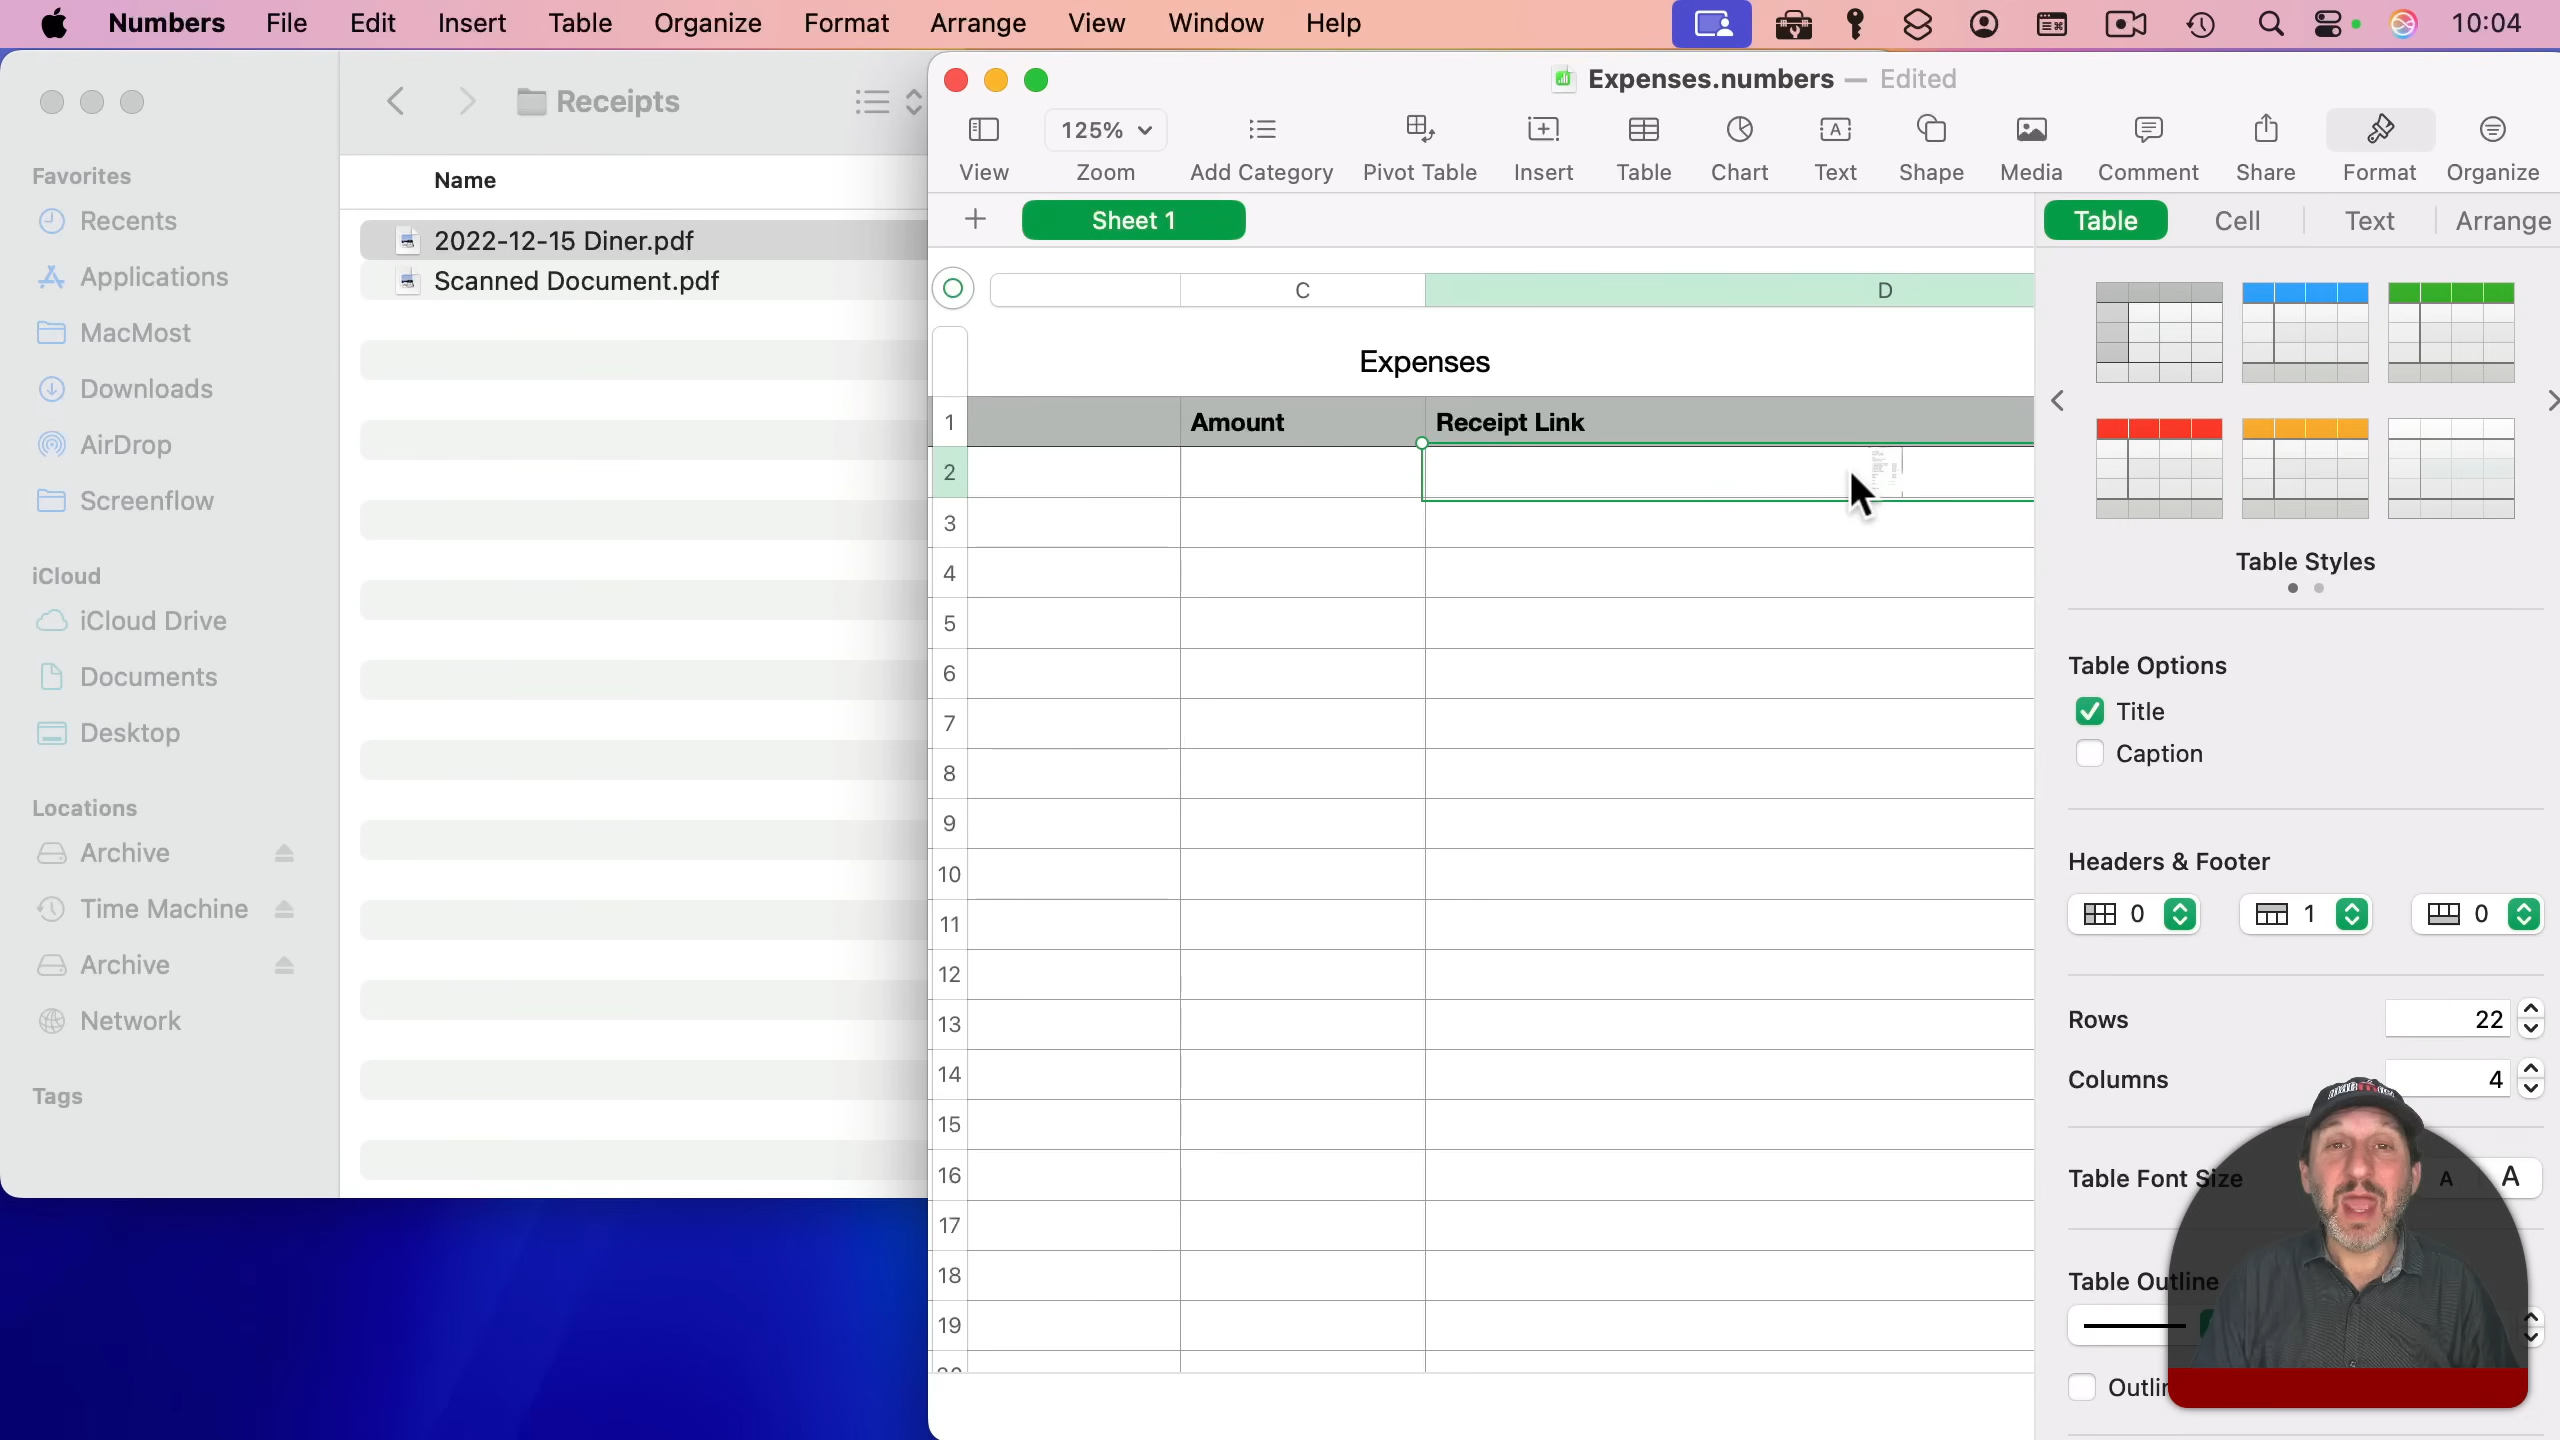 Numbers File Edit Insert Table Organize Format Arrange View Window Help 10:04
Receipts
Favorites
Recents
Applications
MacMost
Downloads
AirDrop
Screenflow
iCloud
iCloud Drive
Documents
Desktop
Locations
Archive
Time Machine
Archive
Network
Tags
Name
2022-12-15 Diner.pdf
Scanned Document.pdf
Expenses.numbers — Edited
125%
View Zoom Add Category Pivot Table Insert Table Chart Text Shape Media Comment Share Format Organize
Sheet 1
C D
Expenses
1 Amount Receipt Link
2
3
4
5
6
7
8
9
10
11
12
13
14
15
16
17
18
19
Table Cell Text Arrange
Table Styles
Table Options
Title
Caption
Headers & Footer
0 1 0
Rows 22
Columns 4
Table Font Size A A
Table Outline